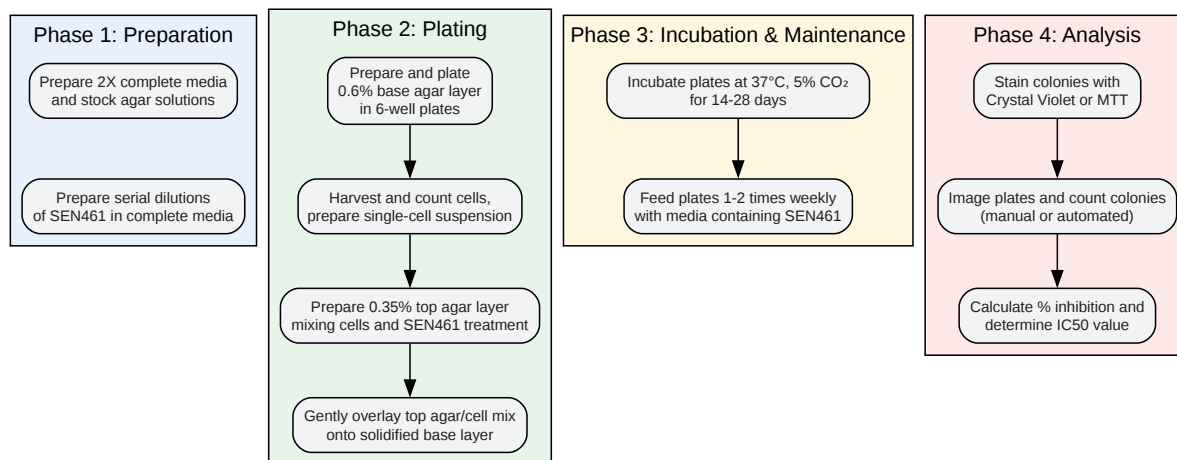 Phase 1: Preparation
Prepare 2X complete media
and stock agar solutions
Prepare serial dilutions
of SEN461 in complete media
Phase 2: Plating
Prepare and plate
0.6% base agar layer
in 6-well plates
Harvest and count cells,
prepare single-cell suspension
Prepare 0.35% top agar layer
mixing cells and SEN461 treatment
Gently overlay top agar/cell mix
onto solidified base layer
Phase 3: Incubation & Maintenance
Incubate plates at 37°C, 5% CO₂
for 14-28 days
Feed plates 1-2 times weekly
with media containing SEN461
Phase 4: Analysis
Stain colonies with
Crystal Violet or MTT
Image plates and count colonies
(manual or automated)
Calculate % inhibition and
determine IC50 value